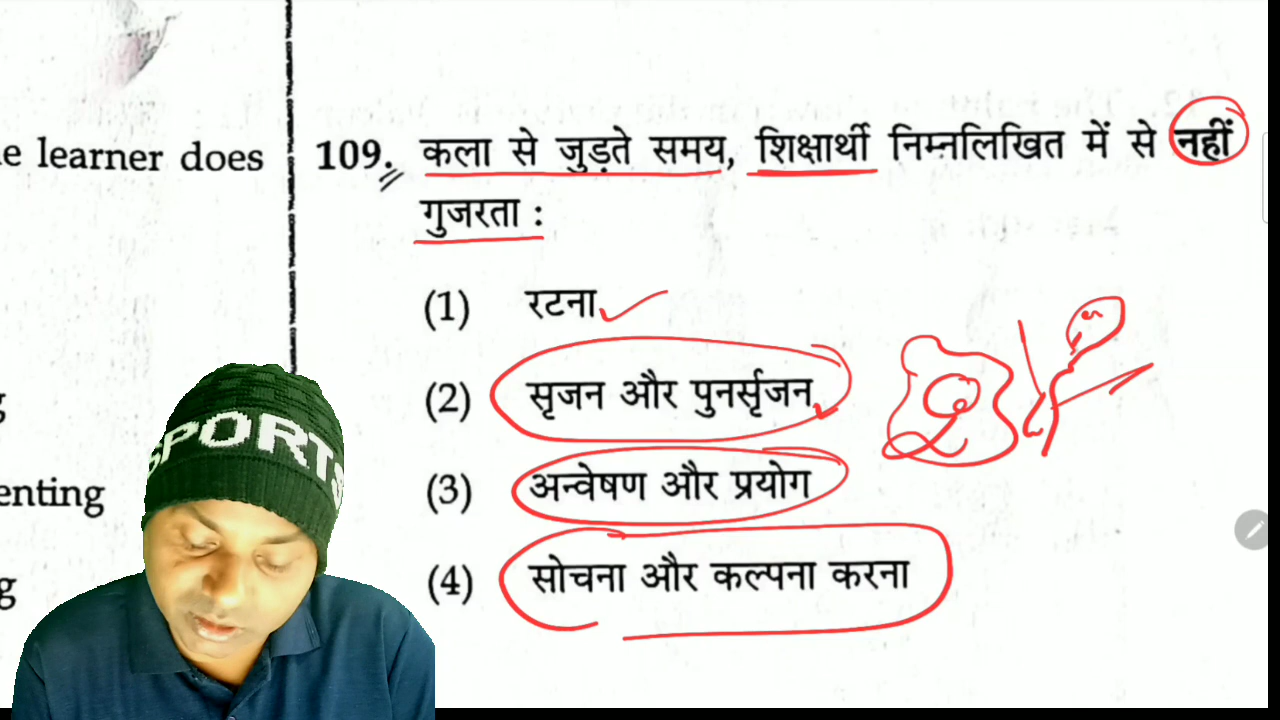 e learner does
109. कला से जुड़ते समय, शिक्षार्थी निम्नलिखित में से नहीं
गुजरता :
(1) रटना
(2) सृजन और पुनर्सृजन
(3) अन्वेषण और प्रयोग
(4) सोचना और कल्पना करना
enting
g
SPORTS